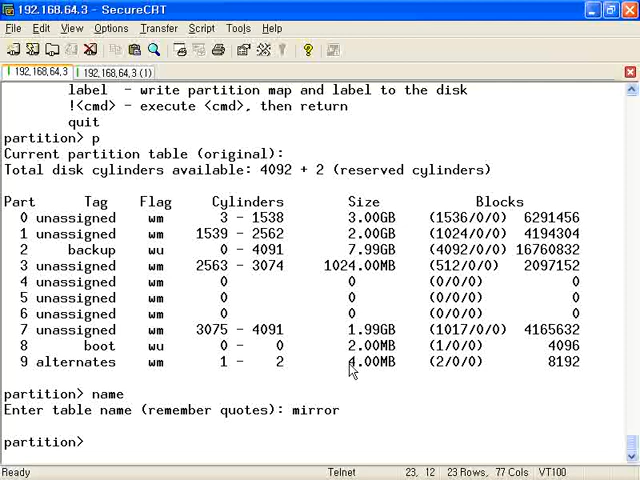 192.168.64.3 - SecureCRT
File Edit View Options Transfer Script Tools Help
192,168,64,3 192,168,64,3 (1)
label - write partition map and label to the disk
!<cmd> - execute <cmd>, then return
quit
partition> p
Current partition table (original):
Total disk cylinders available: 4092 + 2 (reserved cylinders)
Part Tag Flag Cylinders Size Blocks
0 unassigned wm 3 - 1538 3.00GB (1536/0/0) 6291456
1 unassigned wm 1539 - 2562 2.00GB (1024/0/0) 4194304
2 backup wu 0 - 4091 7.99GB (4092/0/0) 16760832
3 unassigned wm 2563 - 3074 1024.00MB (512/0/0) 2097152
4 unassigned wm 0 0 (0/0/0) 0
5 unassigned wm 0 0 (0/0/0) 0
6 unassigned wm 0 0 (0/0/0) 0
7 unassigned wm 3075 - 4091 1.99GB (1017/0/0) 4165632
8 boot wu 0 - 0 2.00MB (1/0/0) 4096
9 alternates wm 1 - 2 4.00MB (2/0/0) 8192
partition> name
Enter table name (remember quotes): mirror
partition>
Ready Telnet 23, 12 23 Rows, 77 Cols VT100